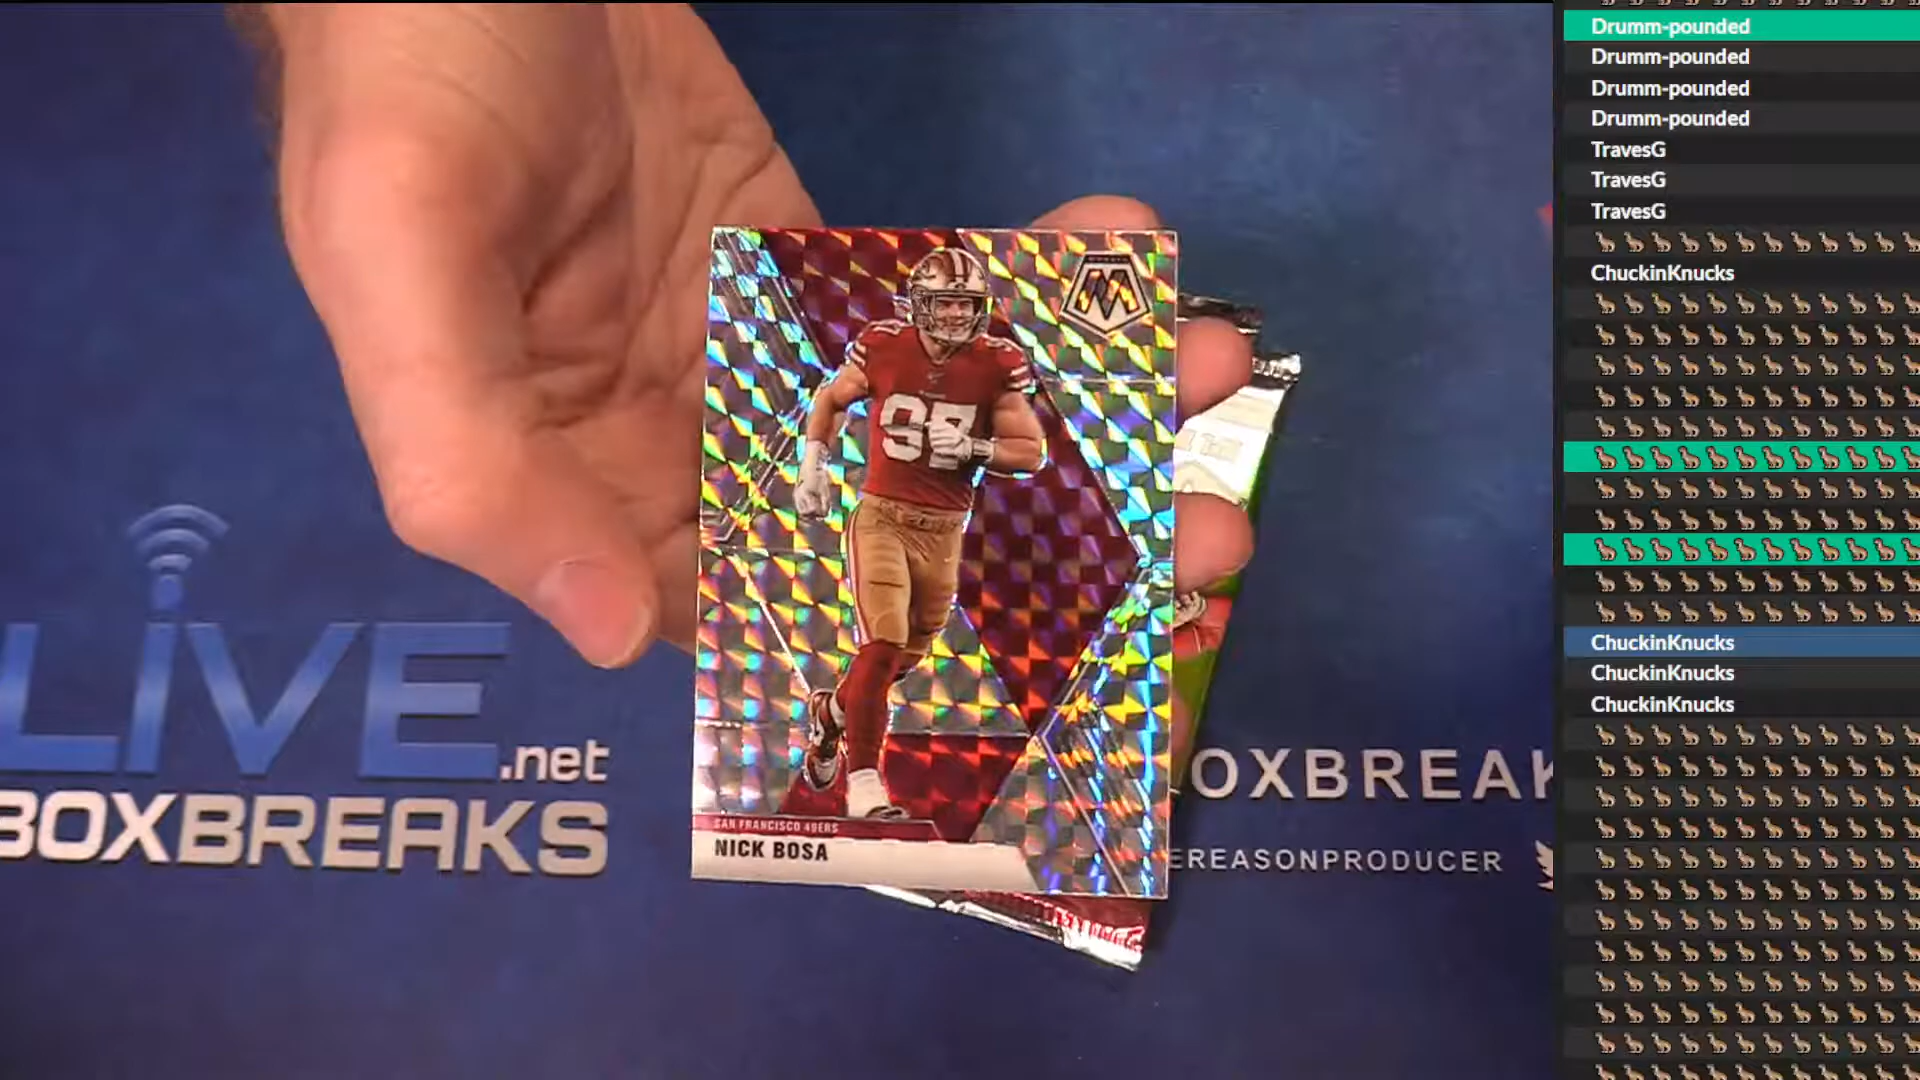 Drumm-pounded
Drumm-pounded
Drumm-pounded
Drumm-pounded
TravesG
TravesG
TravesG
ChuckinKnucks
ChuckinKnucks
ChuckinKnucks
ChuckinKnucks
97
SAN FRANCISCO 49ERS
NICK BOSA
LIVE
.net
BOXBREAKS
OXBREAK
EREASONPRODUCER